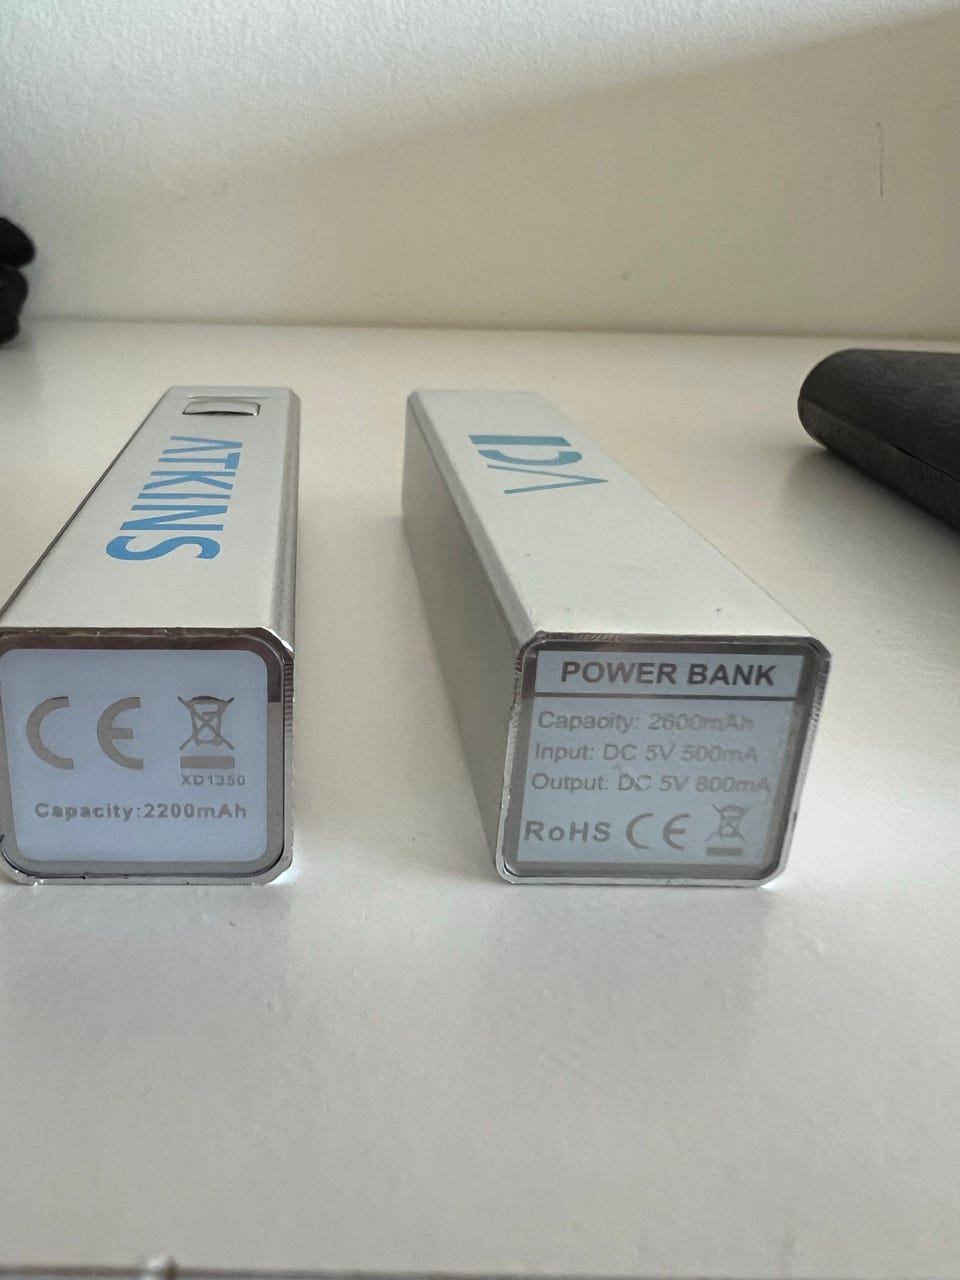 ATKINS
CE
XD1350
Capacity:2200mAh
POWER BANK
Capacity: 2600mAh
Input: DC 5V 500mA
Output: DC 5V 800mA
RoHS CE